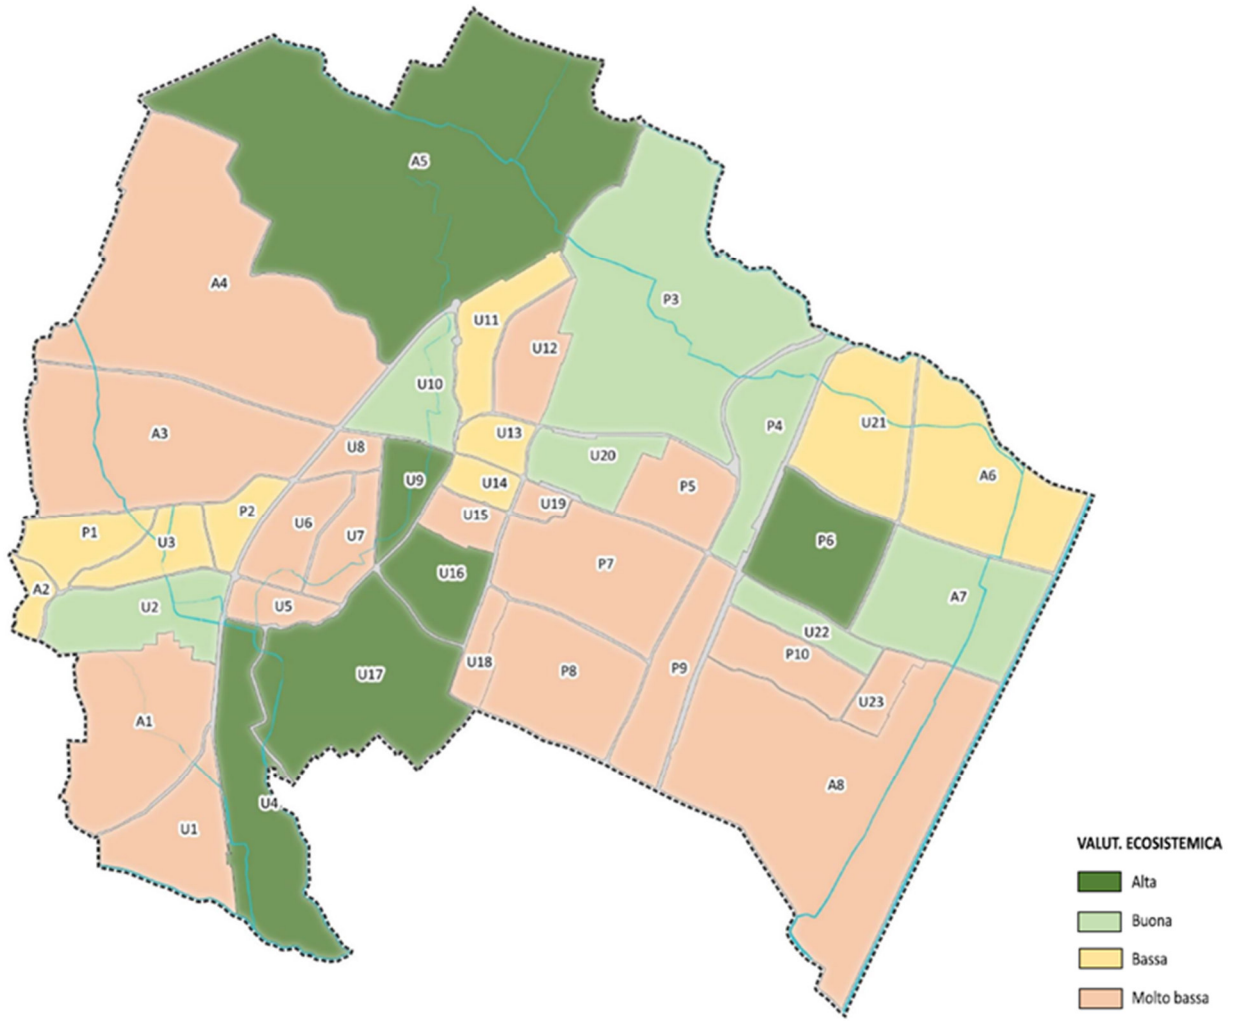 A5
A4
P3
U11
U12
U10
P4
U21
A3
U13
U8
U20
A6
U9
U14
P5
U19
P2
U15
U6
P1
U7
U3
P6
P7
U16
A2
A7
U2
U5
U22
P10
U18
P8
P9
U17
U23
A1
A8
U4
U1
VALUT. ECOSISTEMICA
Alta
Buona
Bassa
Molto bassa